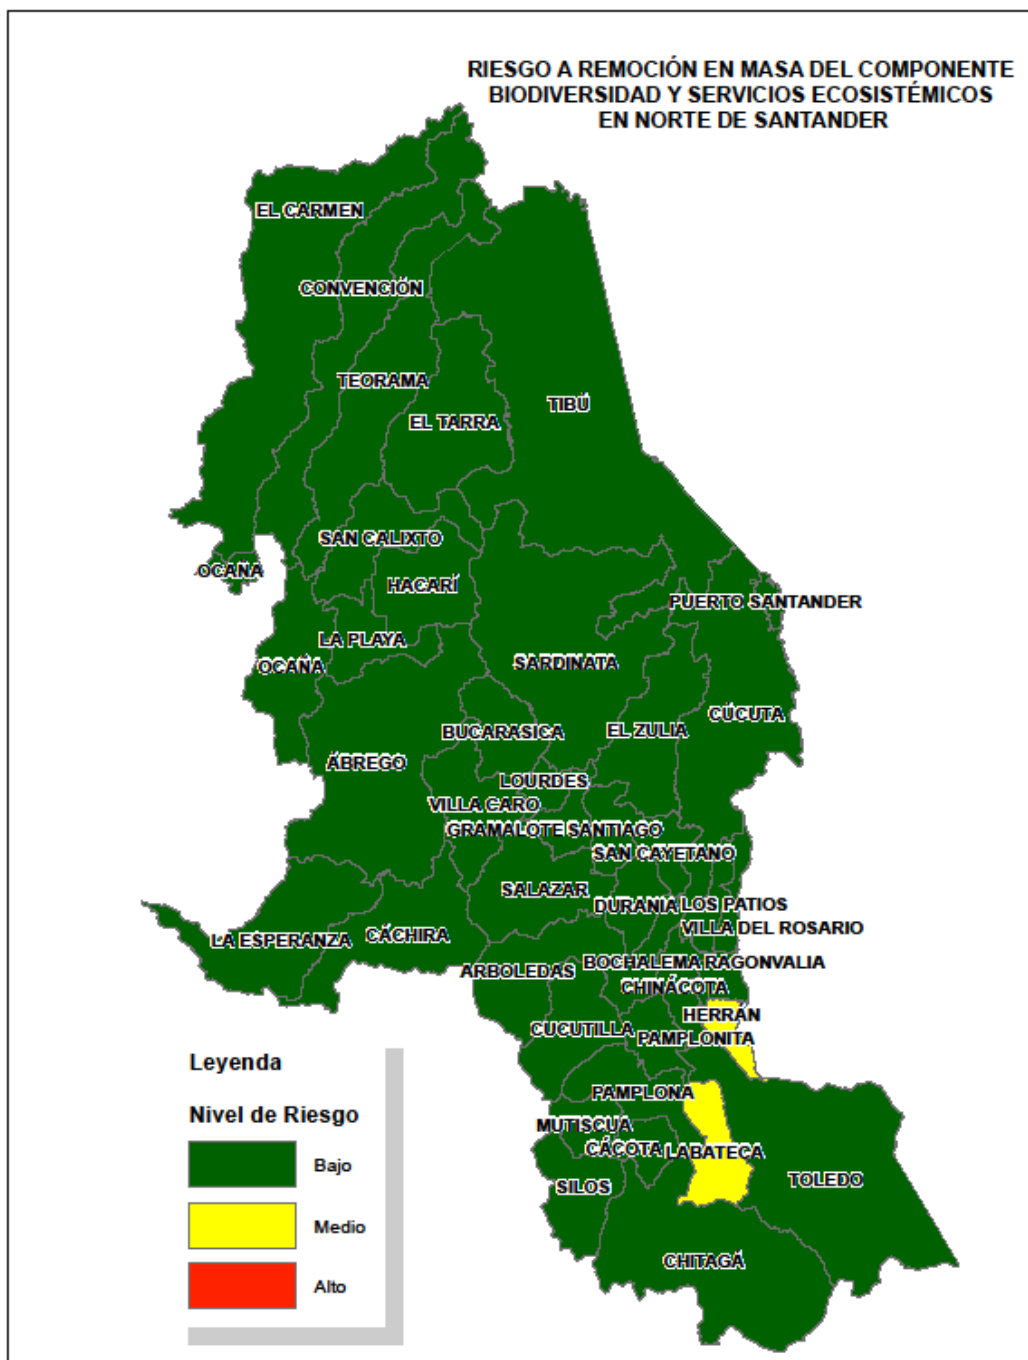 RIESGO A REMOCIÓN EN MASA DEL COMPONENTE
BIODIVERSIDAD Y SERVICIOS ECOSISTÉMICOS
EN NORTE DE SANTANDER
EL CARMEN
CONVENCIÓN
TEORAMA
TIBÚ
EL TARRA
SAN CALIXTO
OCAÑA
HACARÍ
PUERTO SANTANDER
LA PLAYA
OCAÑA
SARDINATA
CÚCUTA
BUCARASICA
EL ZULIA
ÁBREGO
LOURDES
VILLA CARO
GRAMALOTE SANTIAGO
SAN CAYETANO
SALAZAR
DURANIA LOS PATIOS
VILLA DEL ROSARIO
LA ESPERANZA
CÁCHIRA
ARBOLEDAS
BOCHALEMA RAGONVALIA
CHINÁCOTA
HERRÁN
CUCUTILLA
PAMPLONITA
PAMPLONA
MUTISCUA
CÁCOTA
LABATECA
SILOS
TOLEDO
CHITAGÁ
Leyenda
Nivel de Riesgo
Bajo
Medio
Alto